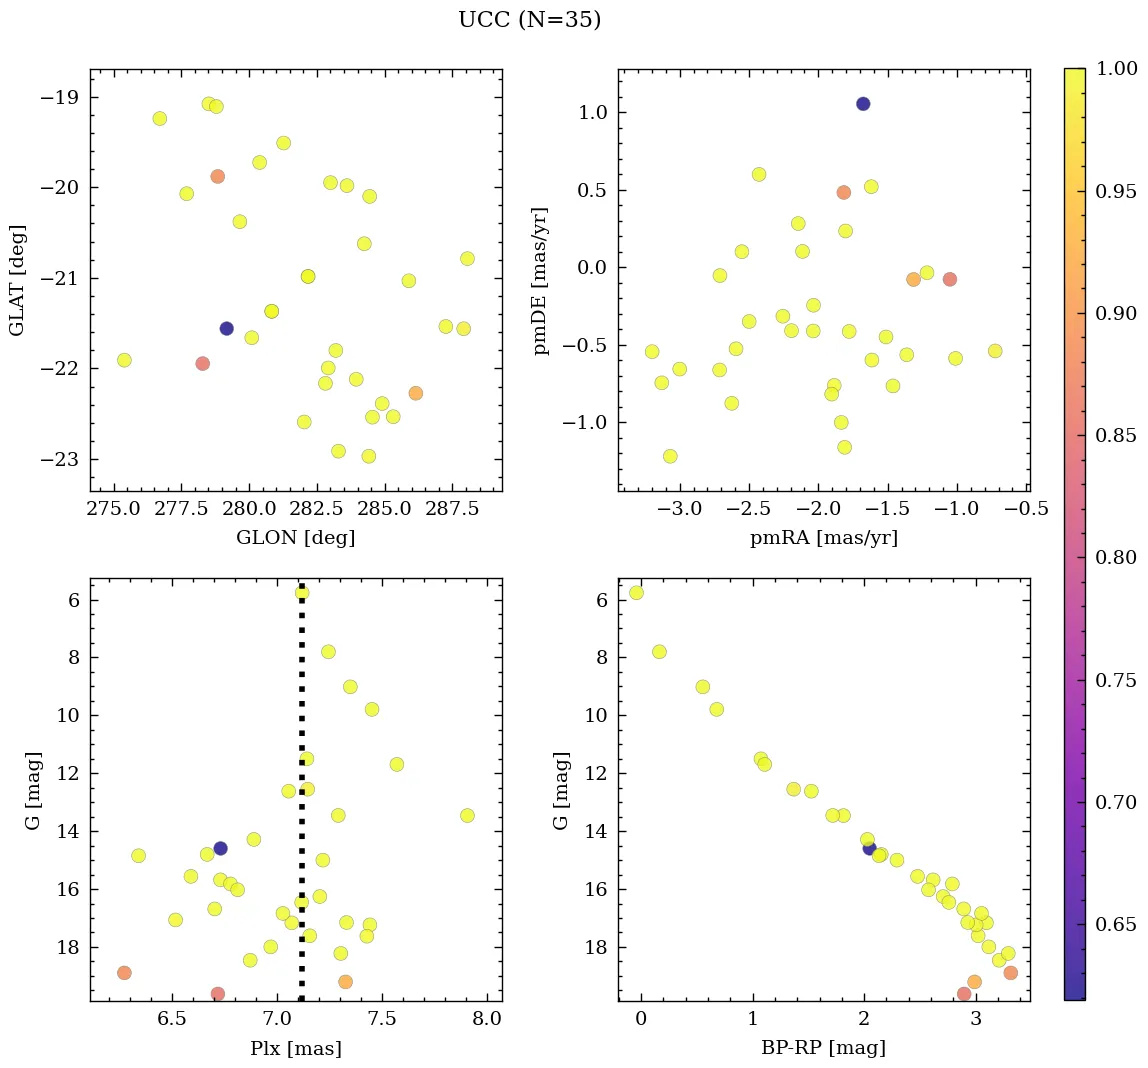 UCC (N=35)
−19
−20
−21
−22
−23
GLAT [deg]
275.0 277.5 280.0 282.5 285.0 287.5
GLON [deg]
1.0
0.5
0.0
−0.5
−1.0
pmDE [mas/yr]
−3.0 −2.5 −2.0 −1.5 −1.0 −0.5
pmRA [mas/yr]
6
8
10
12
14
16
18
G [mag]
6.5 7.0 7.5 8.0
Plx [mas]
6
8
10
12
14
16
18
G [mag]
0 1 2 3
BP-RP [mag]
1.00
0.95
0.90
0.85
0.80
0.75
0.70
0.65